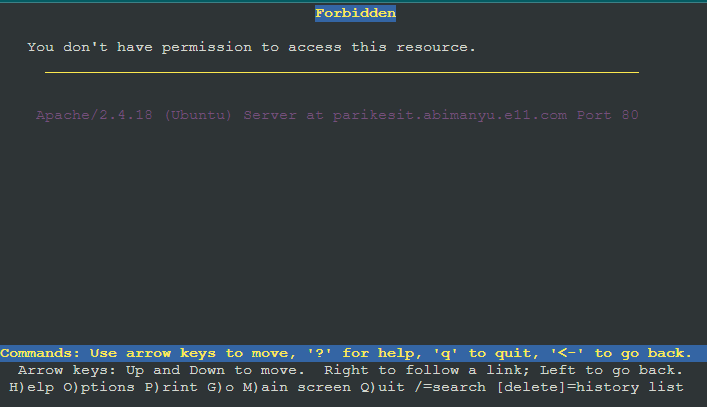 Forbidden
You don't have permission to access this resource.
Apache/2.4.18 (Ubuntu) Server at parikesit.abimanyu.e11.com Port 80
Commands: Use arrow keys to move, '?' for help, 'q' to quit, '<-' to go back.
Arrow keys: Up and Down to move. Right to follow a link; Left to go back.
H)elp O)ptions P)rint G)o M)ain screen Q)uit /=search [delete]=history list